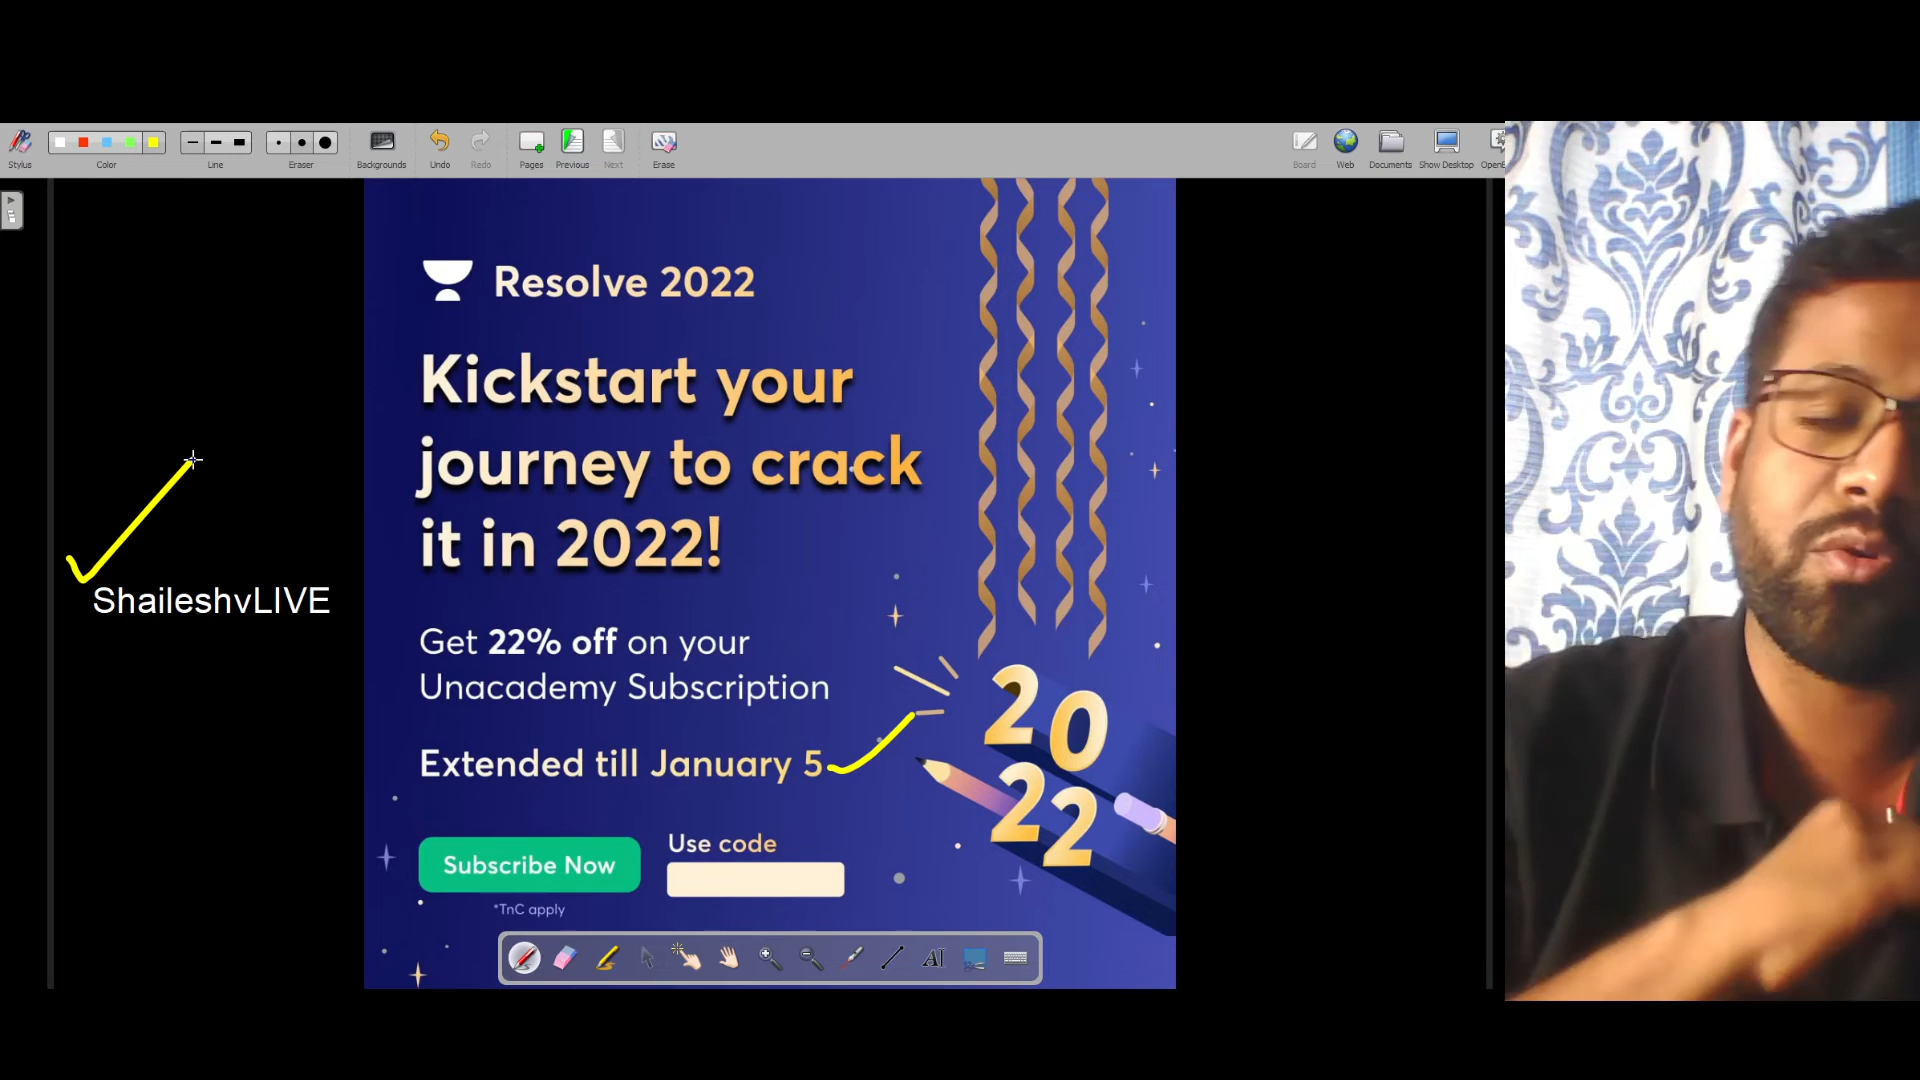 Stylus
Color
Line
Eraser
Backgrounds
Undo
Redo
Pages
Previous
Next
Erase
Board
Web
Documents
Show Desktop
Resolve 2022
Kickstart your
journey to crack
it in 2022!
ShaileshvLIVE
Get 22% off on your
Unacademy Subscription
Extended till January 5
20
22
Subscribe Now
Use code
*TnC apply
AI